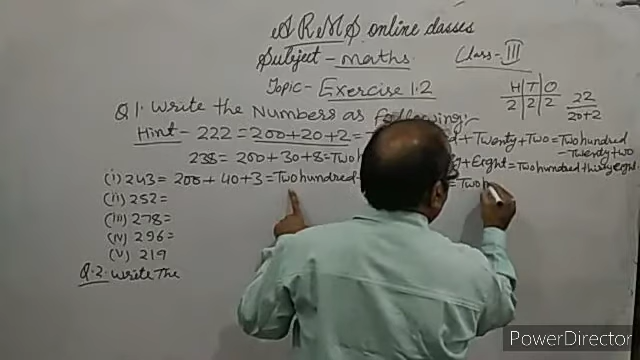 ARMS online classes
Subject - Maths Class - III
Topic - Exercise 1.2
H T O
2 2 2
22
20+2
Q1. Write the Numbers as following:-
Hint - 222 = 200+20+2 = + Twenty + Two = Two hundred
- Twenty two
238 = 200 + 30 + 8 = Two + Eight = Two hundred thirty eight.
(i) 243 = 200 + 40 + 3 = Two hundred = Two h
(ii) 252 =
(iii) 278 =
(iv) 296 =
(v) 219
Q.2. Write The
PowerDirector